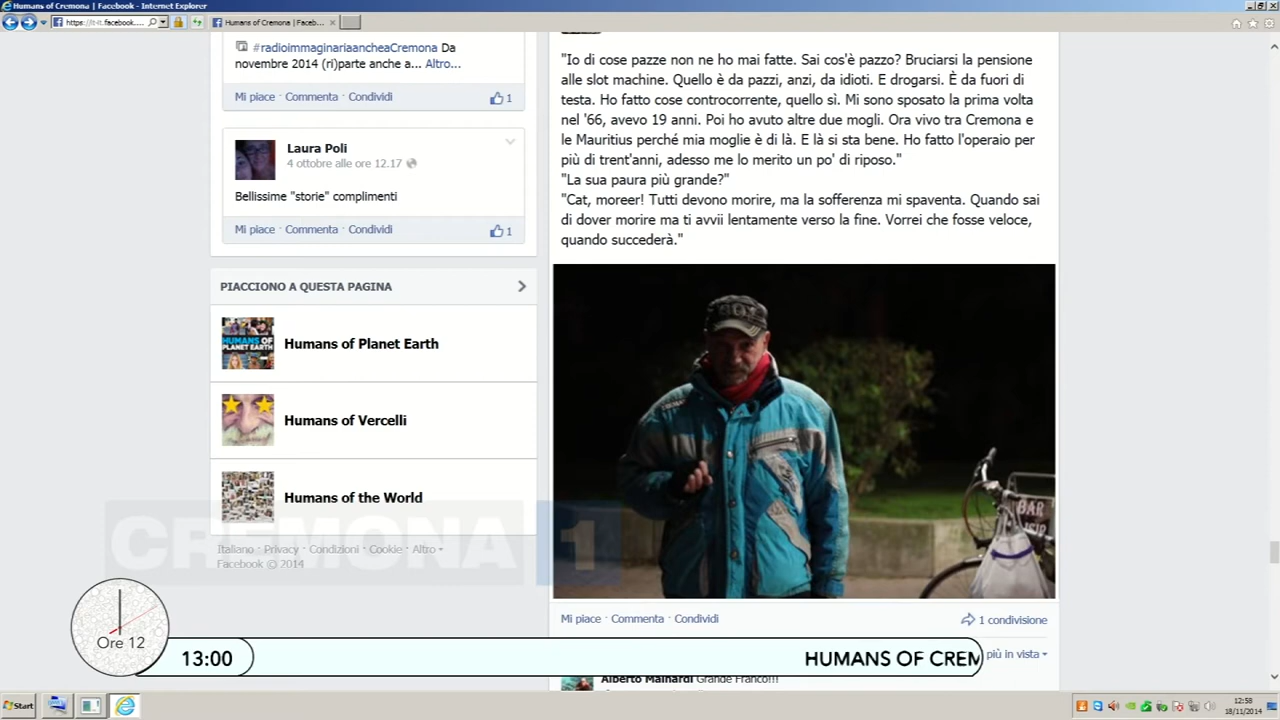 Humans of Cremona | Facebook - Internet Explorer
https://it-it.facebook....
Humans of Cremona | Faceb...
#radioimmaginariaancheaCremona Da
novembre 2014 (ri)parte anche a... Altro...
Mi piace · Commenta · Condividi
1
Laura Poli
4 ottobre alle ore 12.17
Bellissime "storie" complimenti
Mi piace · Commenta · Condividi
1
PIACCIONO A QUESTA PAGINA
Humans of Planet Earth
HUMANS OF
PLANET EARTH
Humans of Vercelli
Humans of the World
Italiano · Privacy · Condizioni · Cookie · Altro
Facebook © 2014
"Io di cose pazze non ne ho mai fatte. Sai cos'è pazzo? Bruciarsi la pensione
alle slot machine. Quello è da pazzi, anzi, da idioti. E drogarsi. È da fuori di
testa. Ho fatto cose controcorrente, quello sì. Mi sono sposato la prima volta
nel '66, avevo 19 anni. Poi ho avuto altre due mogli. Ora vivo tra Cremona e
le Mauritius perché mia moglie è di là. E là si sta bene. Ho fatto l'operaio per
più di trent'anni, adesso me lo merito un po' di riposo."
"La sua paura più grande?"
"Cat, moreer! Tutti devono morire, ma la sofferenza mi spaventa. Quando sai
di dover morire ma ti avvii lentamente verso la fine. Vorrei che fosse veloce,
quando succederà."
BAR
Mi piace · Commenta · Condividi
1 condivisione
più in vista
Alberto Mainardi Grande Franco!!!
CREMONA 1
Ore 12
13:00
HUMANS OF CREM
Start
12:58
18/11/2014